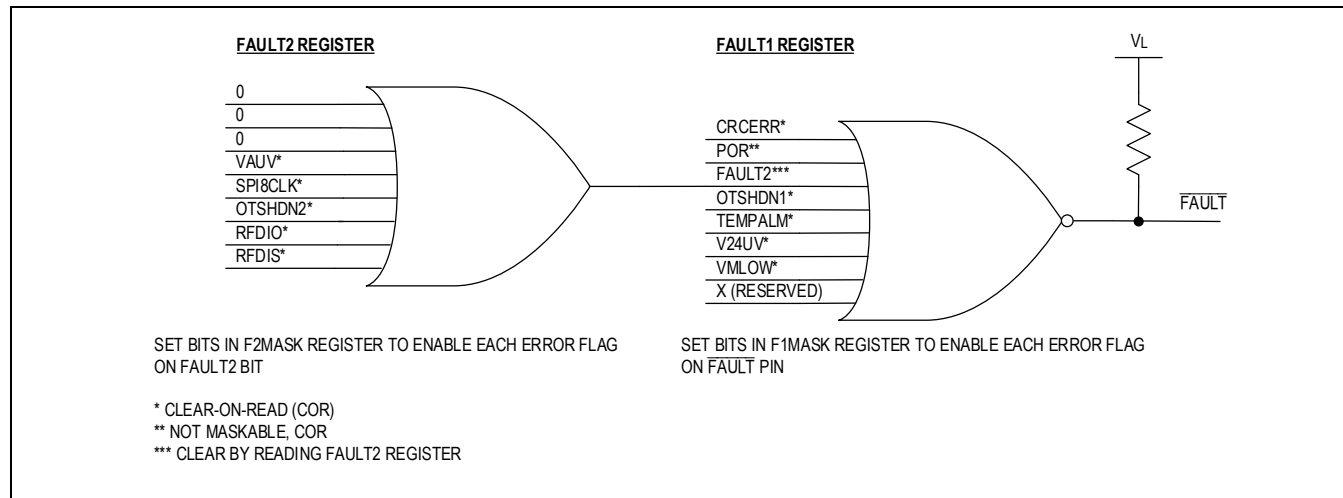 FAULT2 REGISTER
0
0
0
VAUV*
SPI8CLK*
OTSHDN2*
RFDIO*
RFDIS*
SET BITS IN F2MASK REGISTER TO ENABLE EACH ERROR FLAG
ON FAULT2 BIT
* CLEAR-ON-READ (COR)
** NOT MASKABLE, COR
*** CLEAR BY READING FAULT2 REGISTER
FAULT1 REGISTER
CRCERR*
POR**
FAULT2***
OTSHDN1*
TEMPALM*
V24UV*
VMLOW*
X (RESERVED)
SET BITS IN F1MASK REGISTER TO ENABLE EACH ERROR FLAG
ON FAULT PIN
VL
FAULT